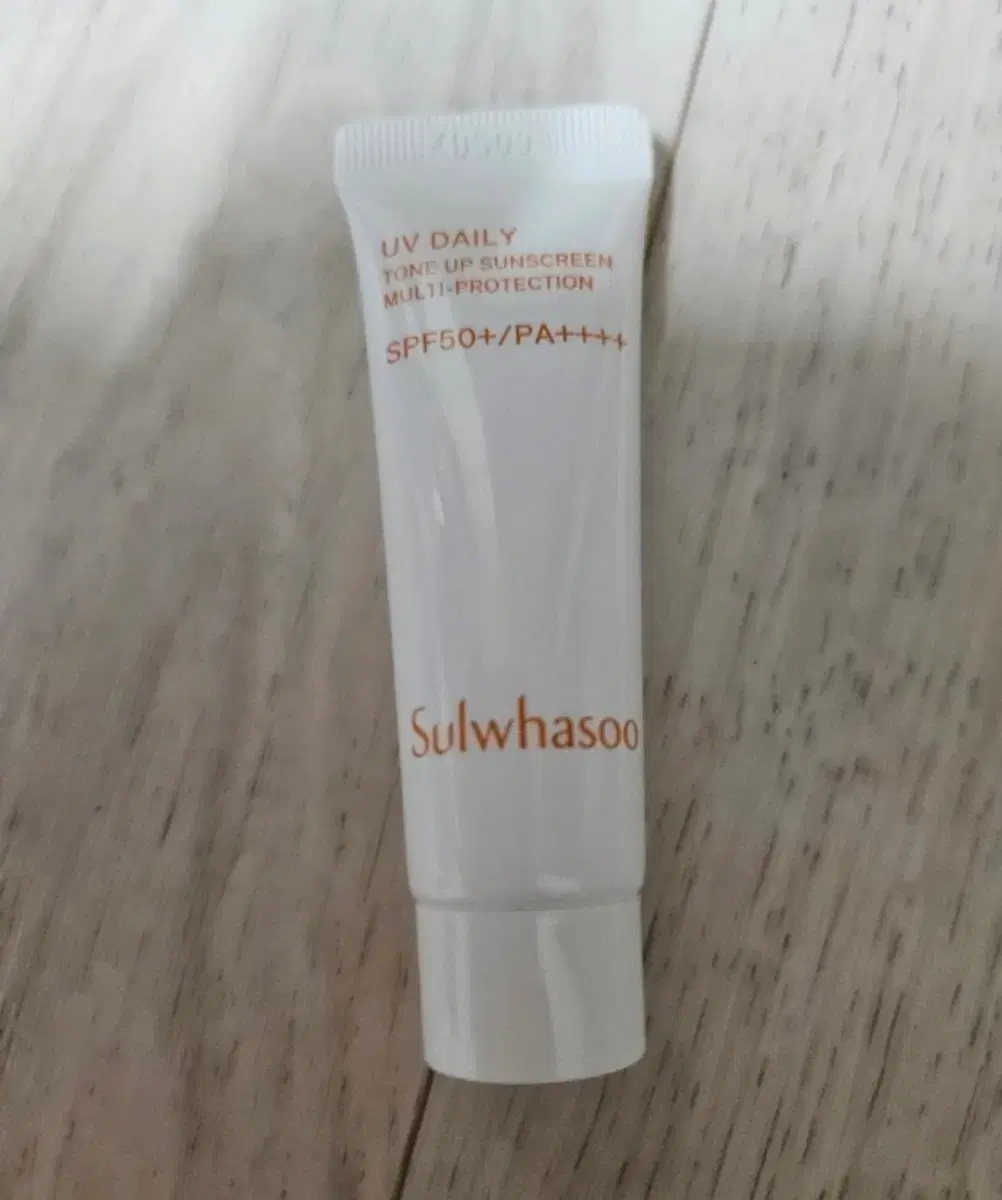 UV DAILY
TONE UP SUNSCREEN
MULTI-PROTECTION
SPF50+/PA++++
Sulwhasoo